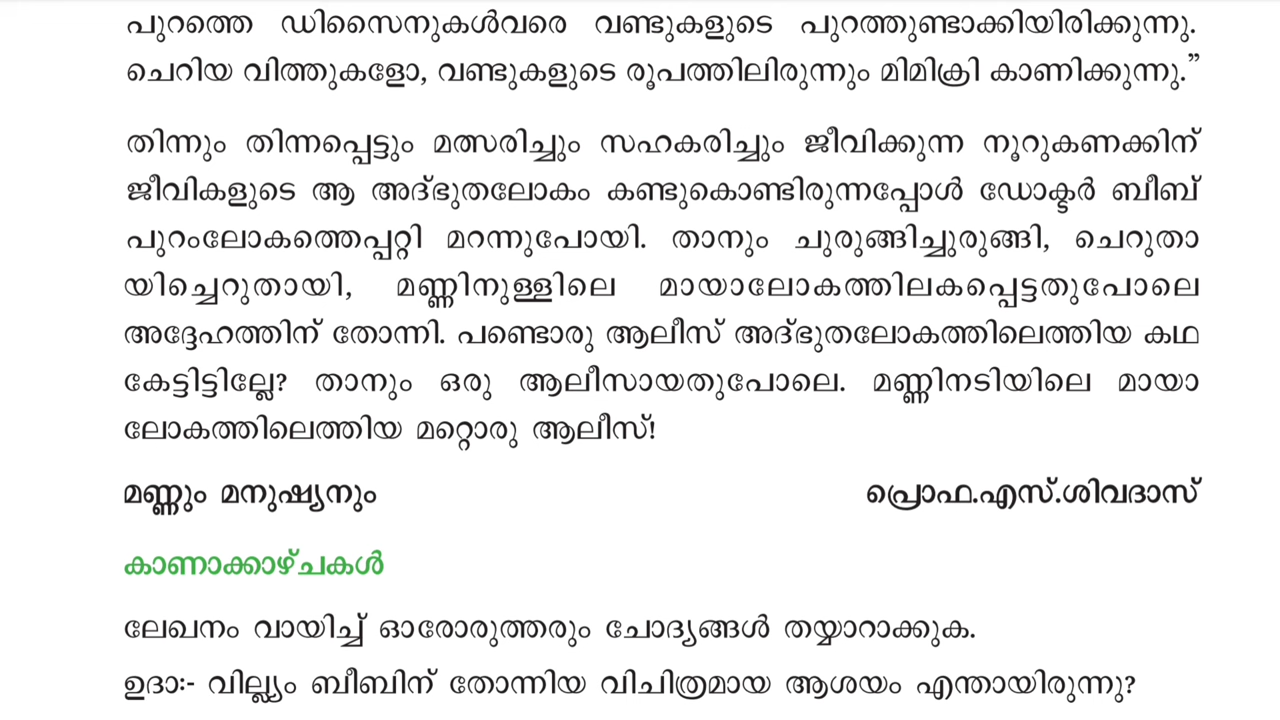 പുറത്തെ ഡിസൈനുകൾവരെ വണ്ടുകളുടെ പുറത്തുണ്ടാക്കിയിരിക്കുന്നു.
ചെറിയ വിത്തുകളോ, വണ്ടുകളുടെ രൂപത്തിലിരുന്നും മിമിക്രി കാണിക്കുന്നു.”
തിന്നും തിന്നപ്പെട്ടും മത്സരിച്ചും സഹകരിച്ചും ജീവിക്കുന്ന നൂറുകണക്കിന്
ജീവികളുടെ ആ അദ്ഭുതലോകം കണ്ടുകൊണ്ടിരുന്നപ്പോൾ ഡോക്ടർ ബീബ്
പുറംലോകത്തെപ്പറ്റി മറന്നുപോയി. താനും ചുരുങ്ങിച്ചുരുങ്ങി, ചെറുതാ
യിച്ചെറുതായി, മണ്ണിനുള്ളിലെ മായാലോകത്തിലകപ്പെട്ടതുപോലെ
അദ്ദേഹത്തിന് തോന്നി. പണ്ടൊരു ആലീസ് അദ്ഭുതലോകത്തിലെത്തിയ കഥ
കേട്ടിട്ടില്ലേ? താനും ഒരു ആലീസായതുപോലെ. മണ്ണിനടിയിലെ മായാ
ലോകത്തിലെത്തിയ മറ്റൊരു ആലീസ്!
മണ്ണും മനുഷ്യനും പ്രൊഫ.എസ്.ശിവദാസ്
കാണാക്കാഴ്ചകൾ
ലേഖനം വായിച്ച് ഓരോരുത്തരും ചോദ്യങ്ങൾ തയ്യാറാക്കുക.
ഉദാഃ- വില്ല്യം ബീബിന് തോന്നിയ വിചിത്രമായ ആശയം എന്തായിരുന്നു?